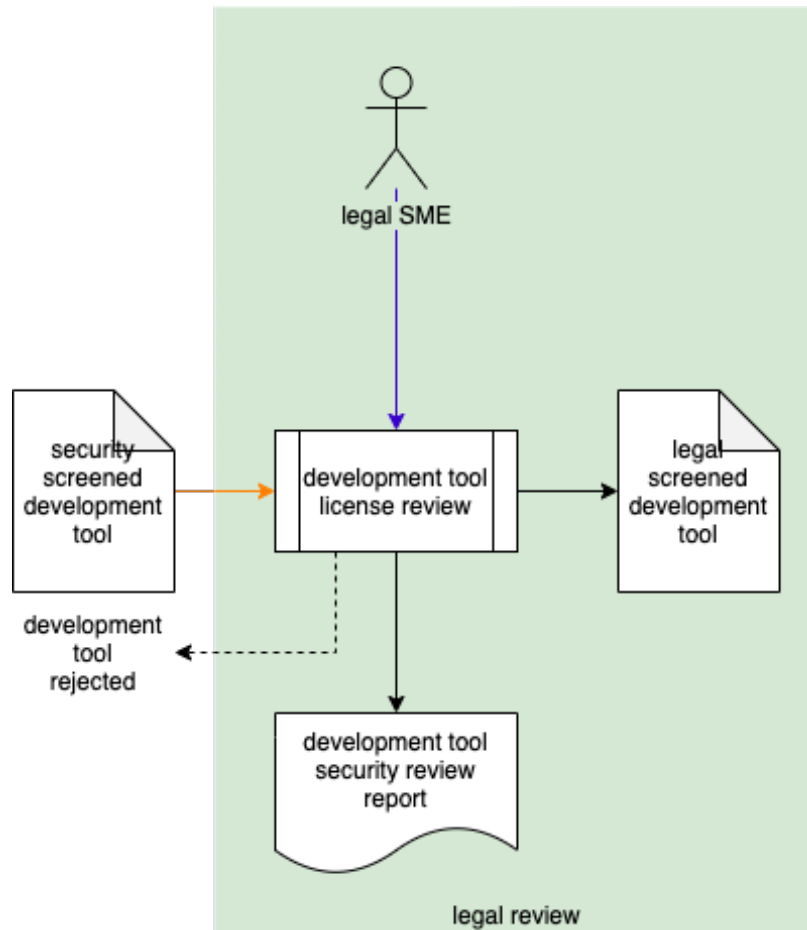 legal SME
security
screened
development
tool
development tool
license review
legal
screened
development
tool
development
tool
rejected
development tool
security review
report
legal review